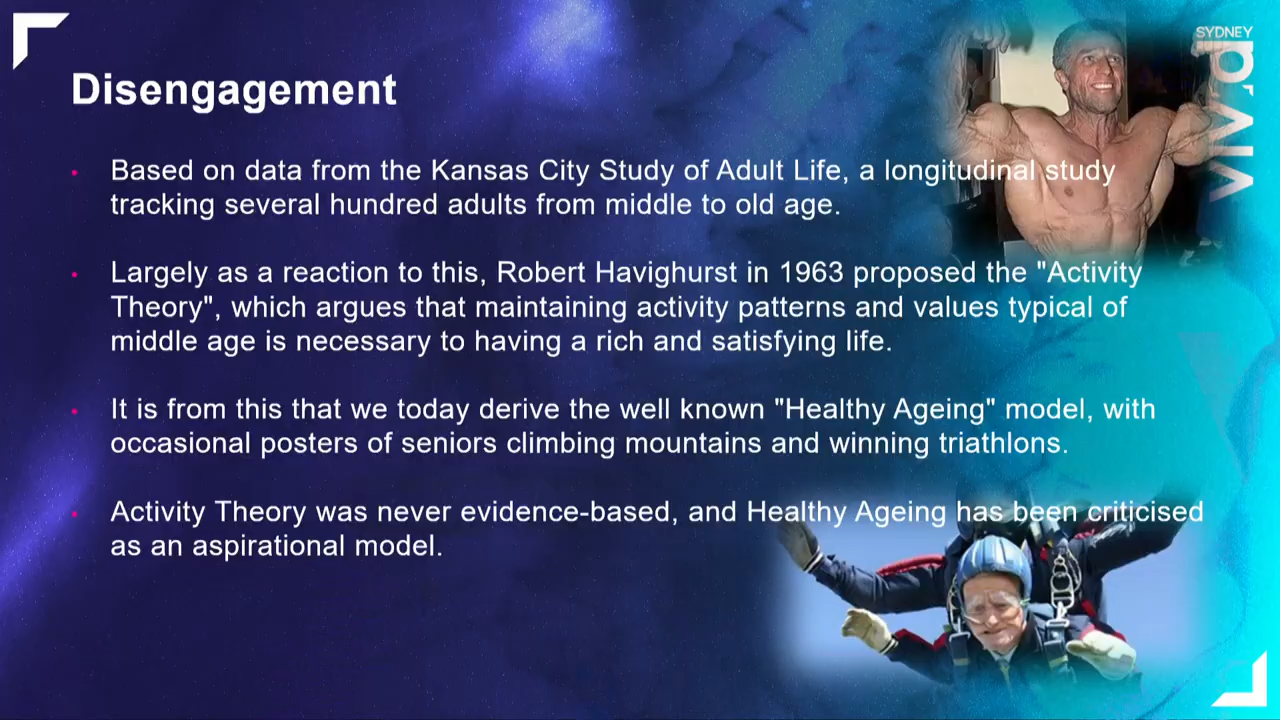 SYDNEY
viva
Disengagement
• Based on data from the Kansas City Study of Adult Life, a longitudinal study
tracking several hundred adults from middle to old age.
• Largely as a reaction to this, Robert Havighurst in 1963 proposed the "Activity
Theory", which argues that maintaining activity patterns and values typical of
middle age is necessary to having a rich and satisfying life.
• It is from this that we today derive the well known "Healthy Ageing" model, with
occasional posters of seniors climbing mountains and winning triathlons.
• Activity Theory was never evidence-based, and Healthy Ageing has been criticised
as an aspirational model.